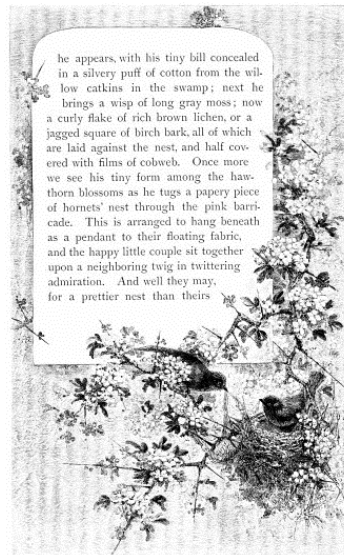 he appears, with his tiny bill concealed
in a silvery puff of cotton from the wil-
low catkins in the swamp; next he
brings a wisp of long gray moss; now
a curly flake of rich brown lichen, or a
jagged square of birch bark, all of which
are laid against the nest, and half cov-
ered with films of cobweb. Once more
we see his tiny form among the haw-
thorn blossoms as he tugs a papery piece
of hornets' nest through the pink barri-
cade. This is arranged to hang beneath
as a pendant to their floating fabric,
and the happy little couple sit together
upon a neighboring twig in twittering
admiration. And well they may,
for a prettier nest than theirs